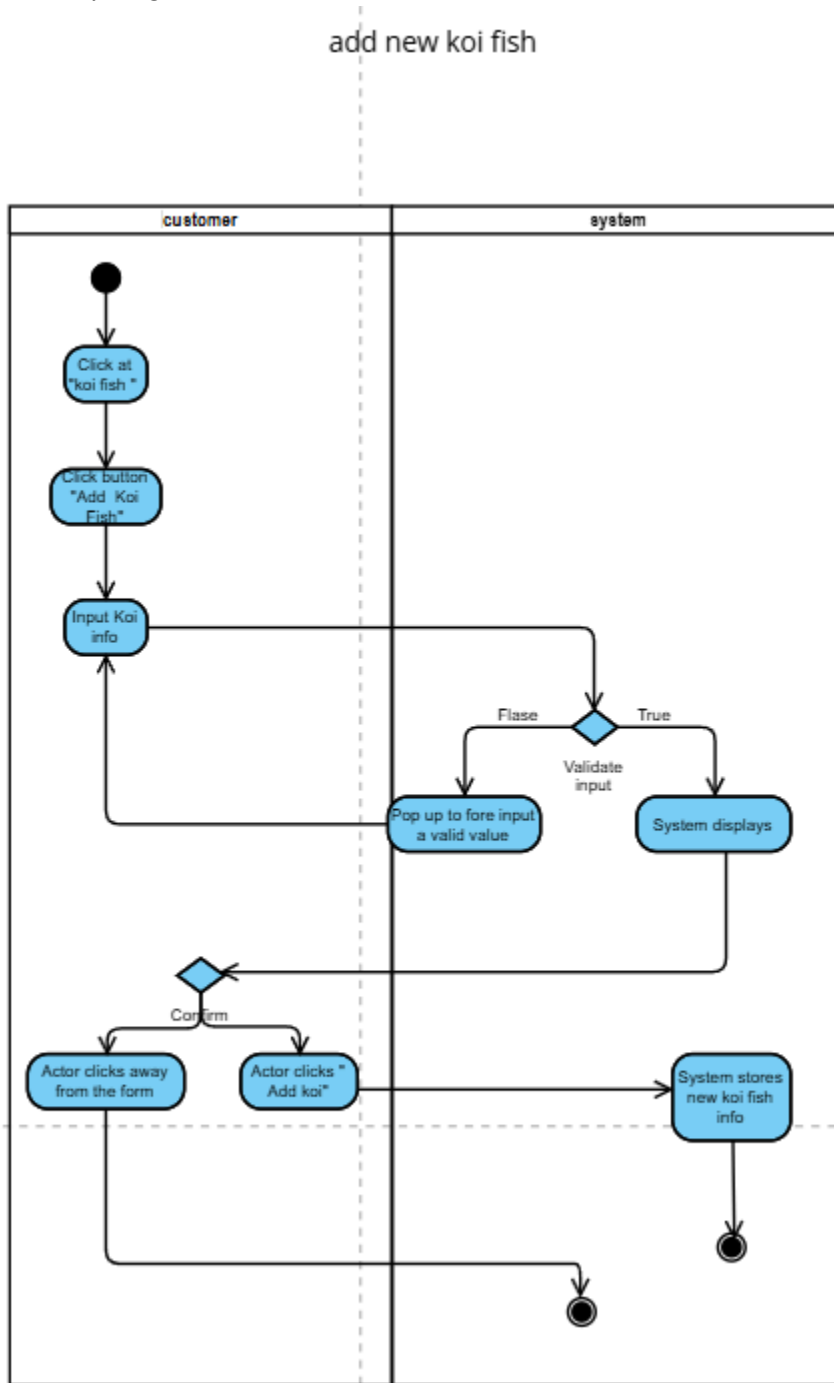 add new koi fish
customer
system
Click at
"koi fish "
Click button
"Add Koi
Fish"
Input Koi
info
Flase
True
Validate
input
Pop up to fore input
a valid value
System displays
Confirm
Actor clicks away
from the form
Actor clicks "
Add koi"
System stores
new koi fish
info